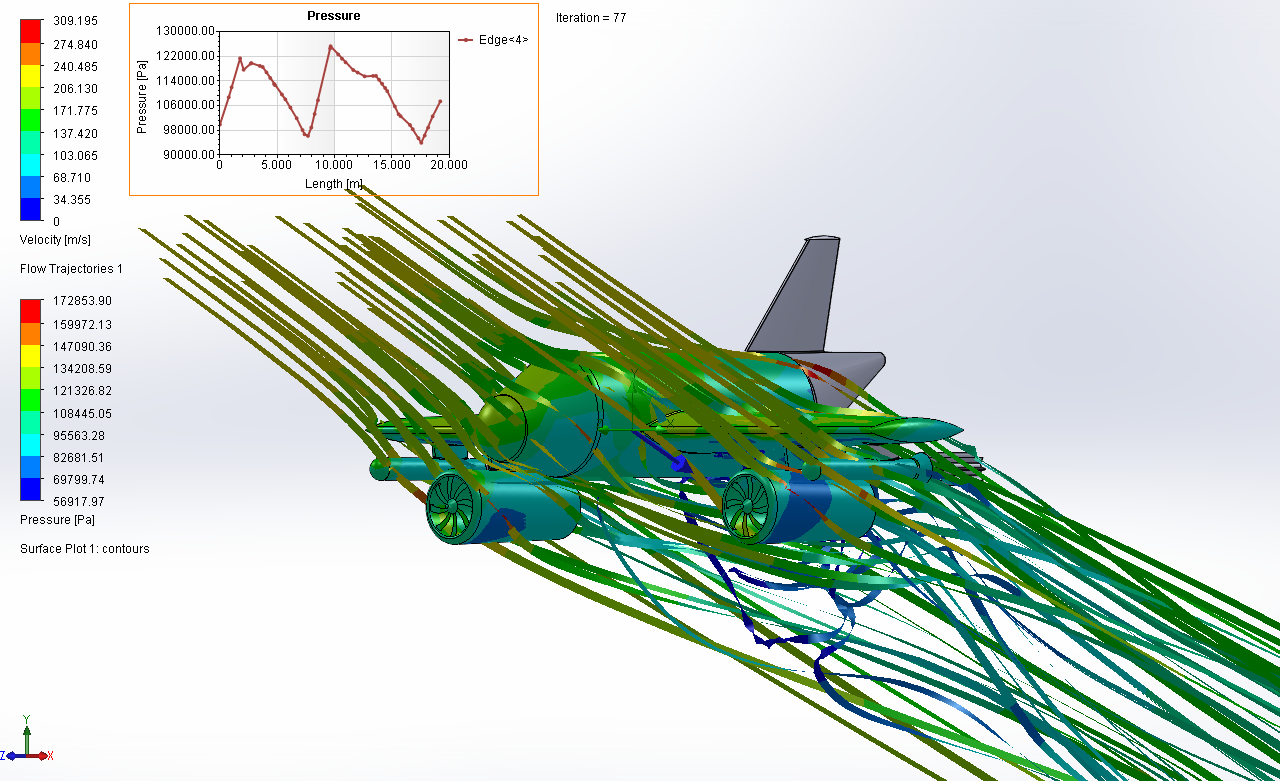 309.195
274.840
240.485
206.130
171.775
137.420
103.065
68.710
34.355
0
Velocity [m/s]
Flow Trajectories 1
172853.90
159972.13
147090.36
134208.59
121326.82
108445.05
95563.28
82681.51
69799.74
56917.97
Pressure [Pa]
Surface Plot 1: contours
Pressure
130000.00
122000.00
114000.00
106000.00
98000.00
90000.00
Pressure [Pa]
0 5.000 10.000 15.000 20.000
Length [m]
Edge<4>
Iteration = 77
Y
Z
X